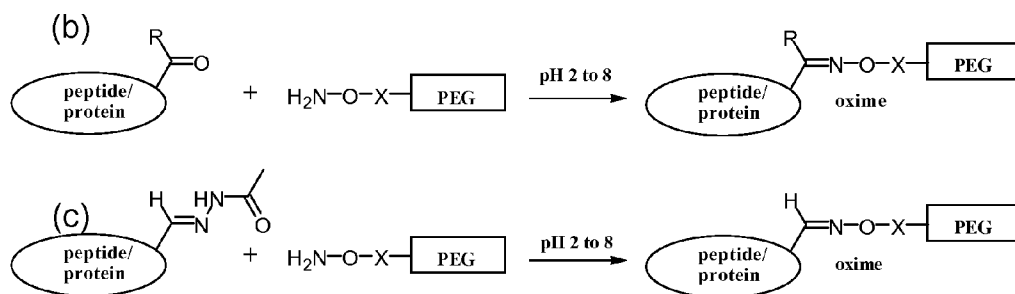 (b)
R
O
peptide/
protein
+
H₂N–O–X–
PEG
pH 2 to 8
R
N–O–X–
PEG
peptide/
protein
oxime
(c)
H
H
N
N
O
peptide/
protein
+
H₂N–O–X–
PEG
pH 2 to 8
H
N–O–X–
PEG
peptide/
protein
oxime